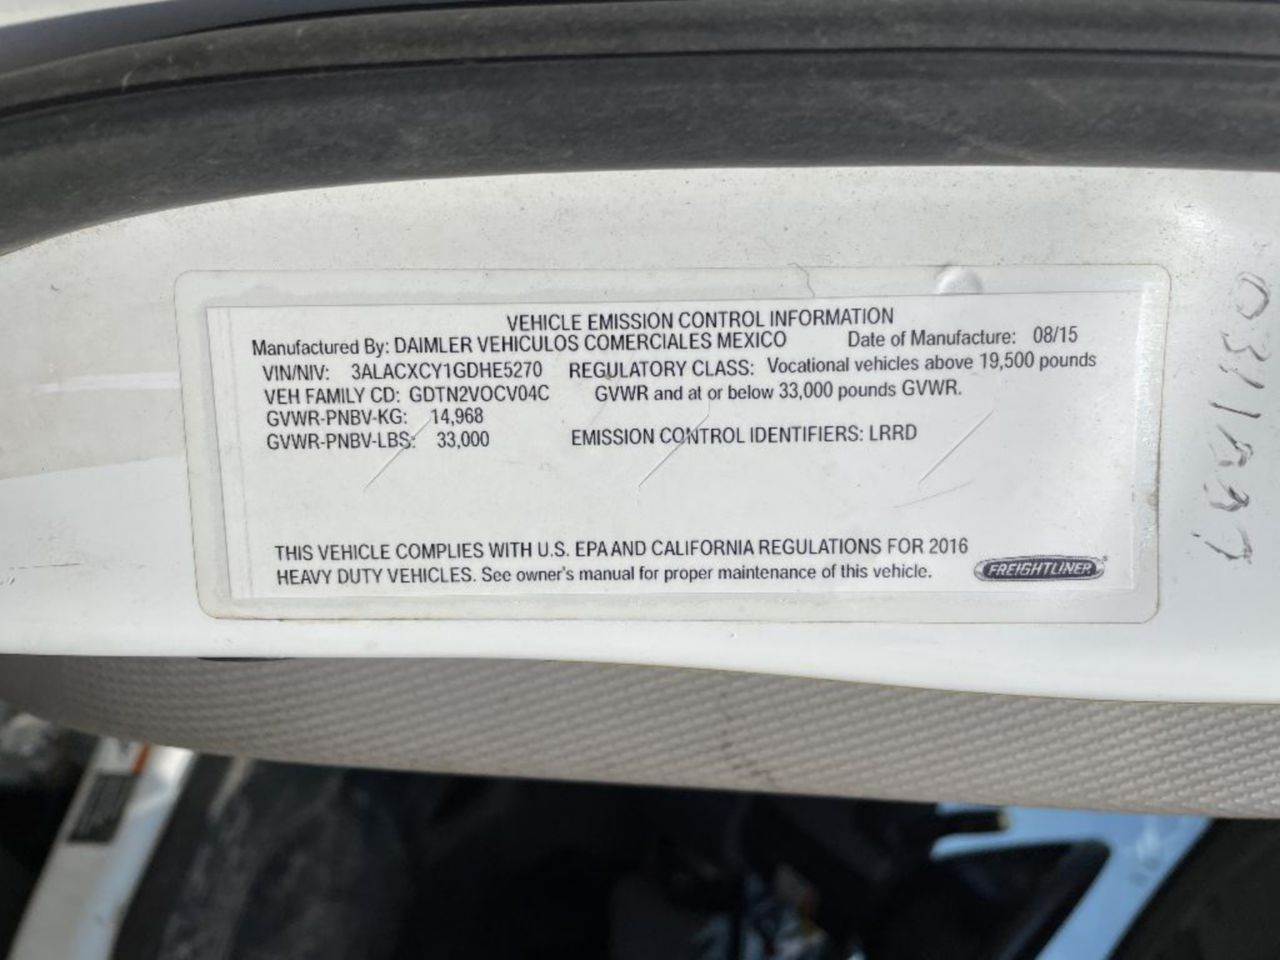 VEHICLE EMISSION CONTROL INFORMATION
Manufactured By: DAIMLER VEHICULOS COMERCIALES MEXICO Date of Manufacture: 08/15
VIN/NIV: 3ALACXCY1GDHE5270 REGULATORY CLASS: Vocational vehicles above 19,500 pounds
VEH FAMILY CD: GDTN2VOCV04C GVWR and at or below 33,000 pounds GVWR.
GVWR-PNBV-KG: 14,968
GVWR-PNBV-LBS: 33,000 EMISSION CONTROL IDENTIFIERS: LRRD
THIS VEHICLE COMPLIES WITH U.S. EPA AND CALIFORNIA REGULATIONS FOR 2016
HEAVY DUTY VEHICLES. See owner's manual for proper maintenance of this vehicle.
FREIGHTLINER